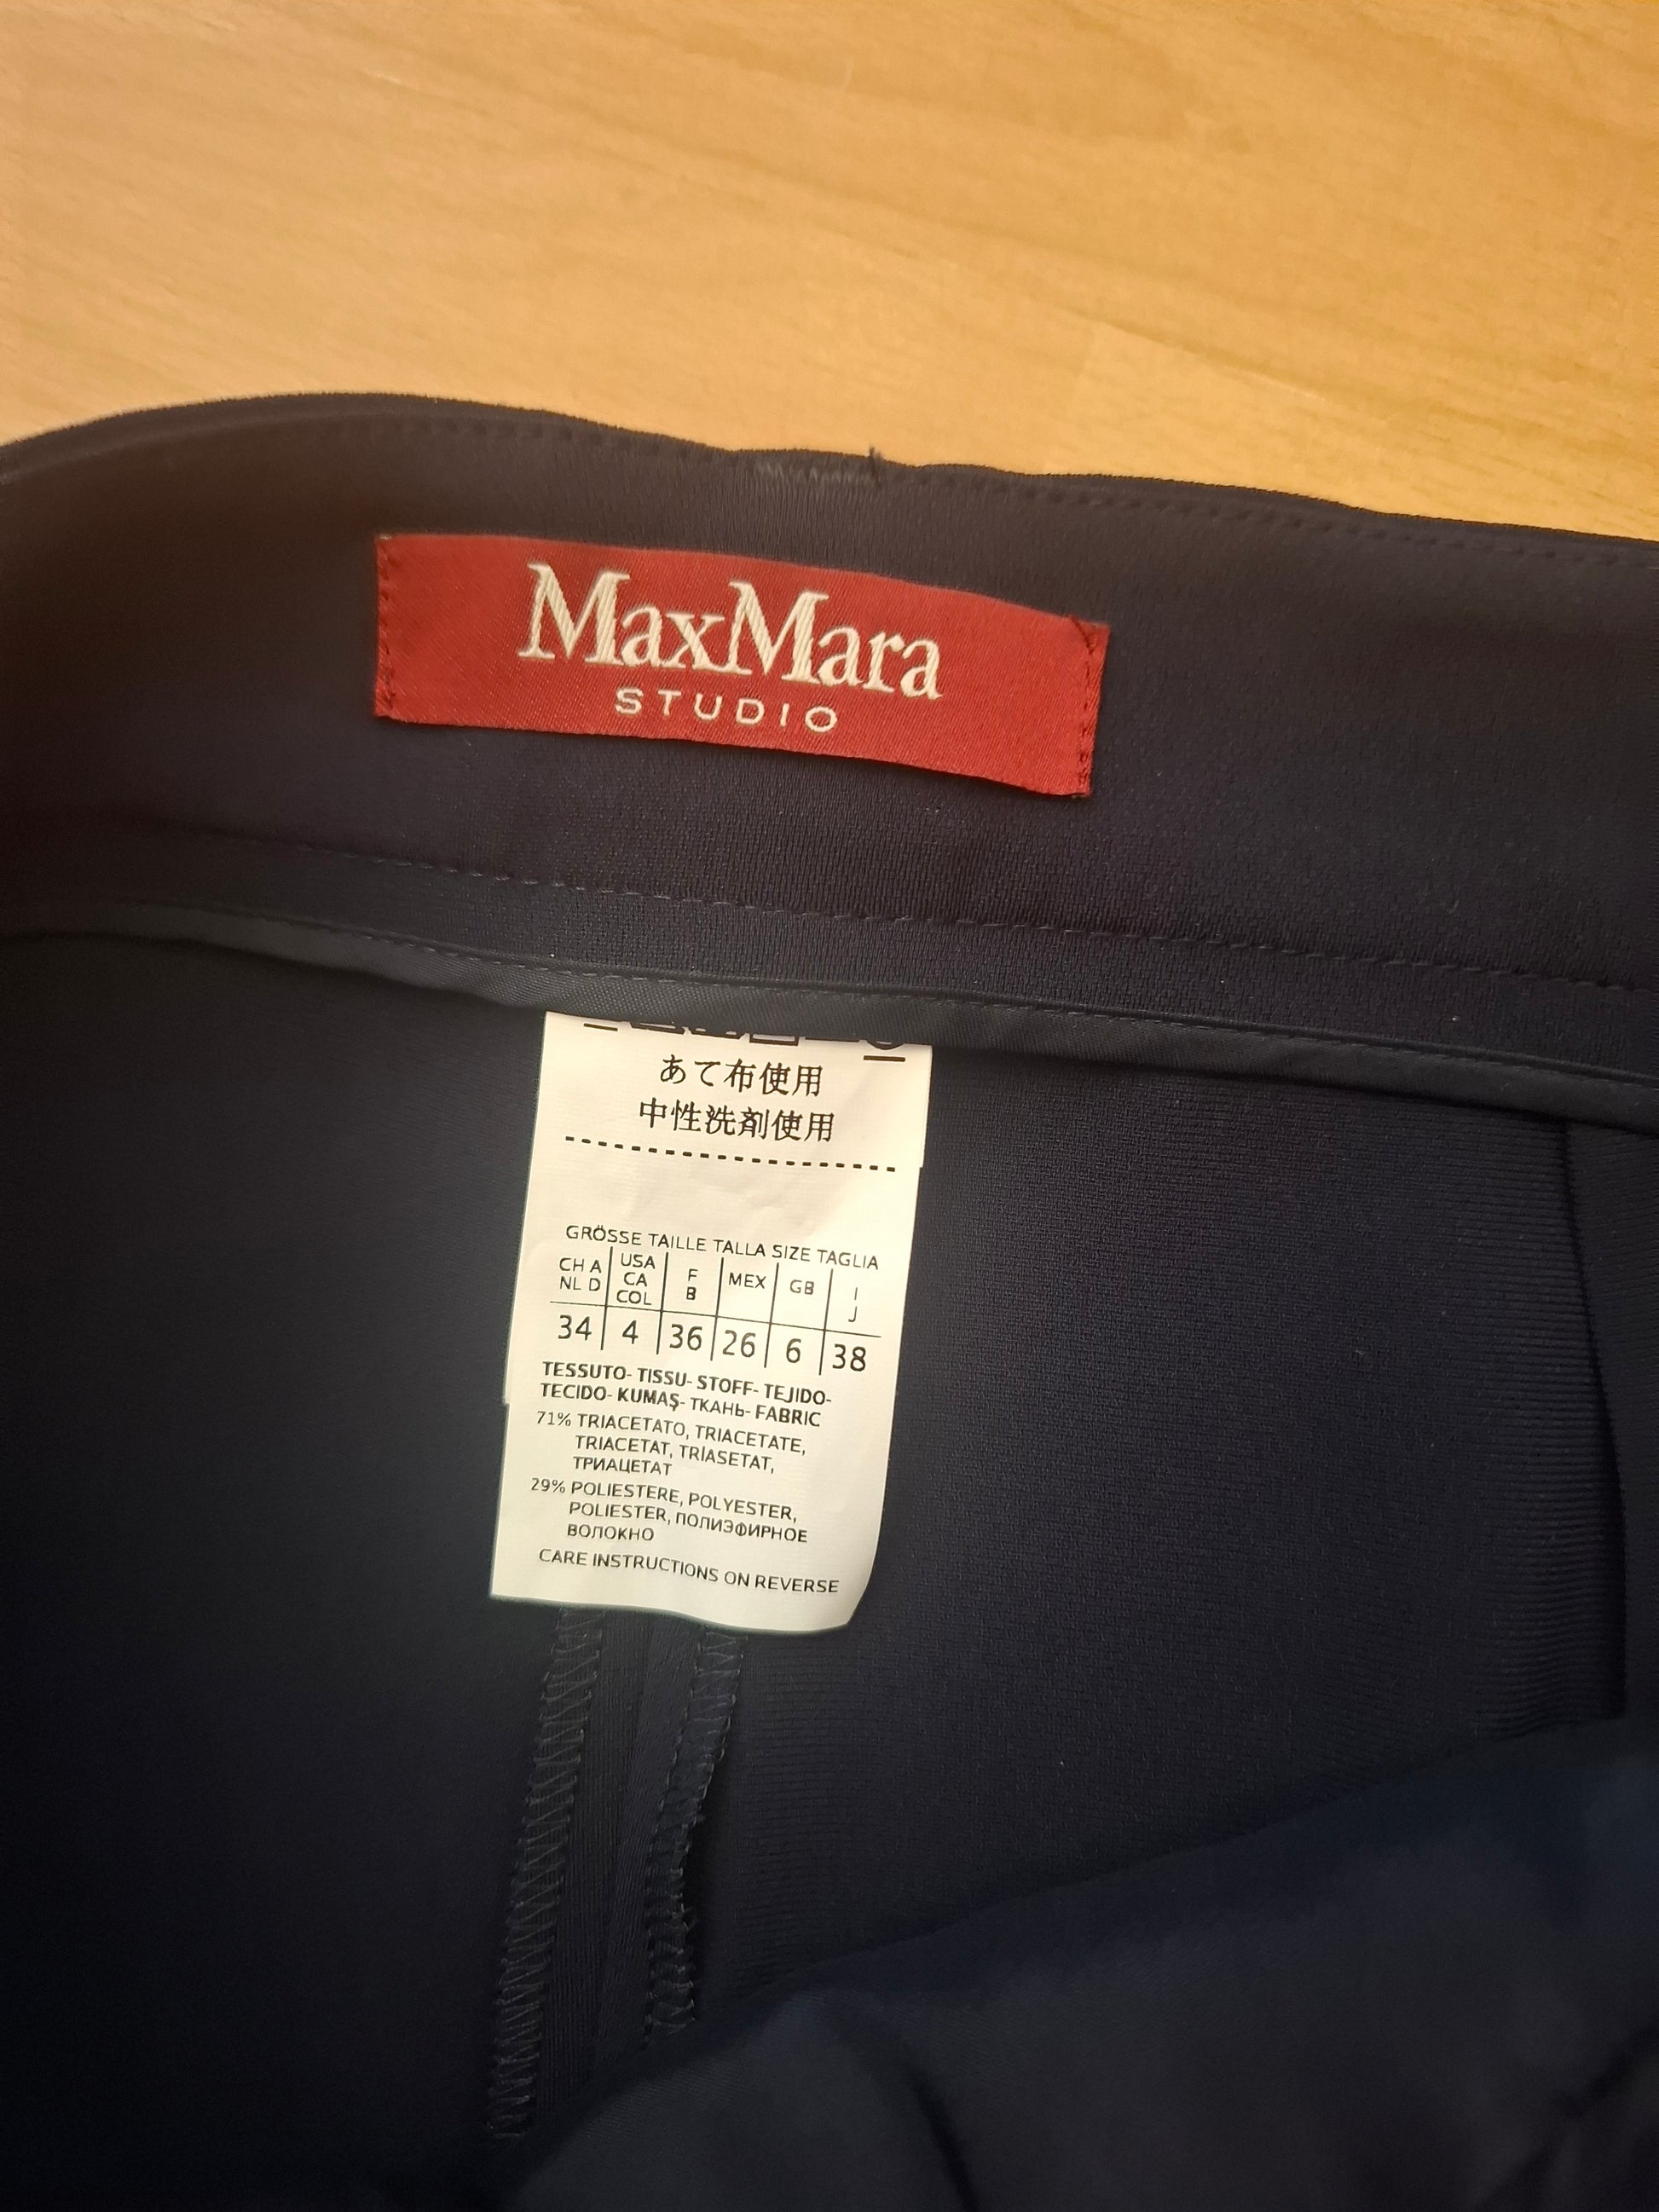 MaxMara
STUDIO
あて布使用
中性洗剤使用
GRÖSSE TAILLE TALLA SIZE TAGLIA
CH A NL D USA CA COL F B MEX GB I J
34 4 36 26 6 38
TESSUTO- TISSU- STOFF- TEJIDO-
TECIDO- KUMAŞ- ТКАНЬ- FABRIC
71% TRIACETATO, TRIACETATE,
TRIACETAT, TRİASETAT,
ТРИАЦЕТАТ
29% POLIESTERE, POLYESTER,
POLIESTER, ПОЛИЭФИРНОЕ
ВОЛОКНО
CARE INSTRUCTIONS ON REVERSE